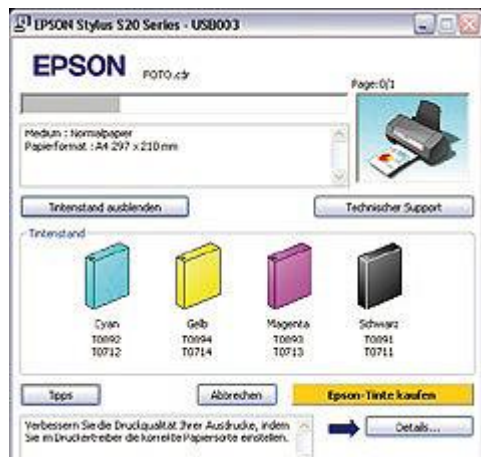 EPSON Stylus S20 Series - USB003
EPSON
FOTO.cdr
Page:0/1
Medium : Normalpapier
Papierformat : A4 297 x 210 mm
Tintenstand ausblenden
Technischer Support
Tintenstand
Cyan
T0892
T0712
Gelb
T0894
T0714
Magenta
T0893
T0713
Schwarz
T0891
T0711
Tipps
Abbrechen
Epson-Tinte kaufen
Verbessern Sie die Druckqualität Ihrer Ausdrucke, indem
Sie im Druckertreiber die korrekte Papiersorte einstellen.
Details...